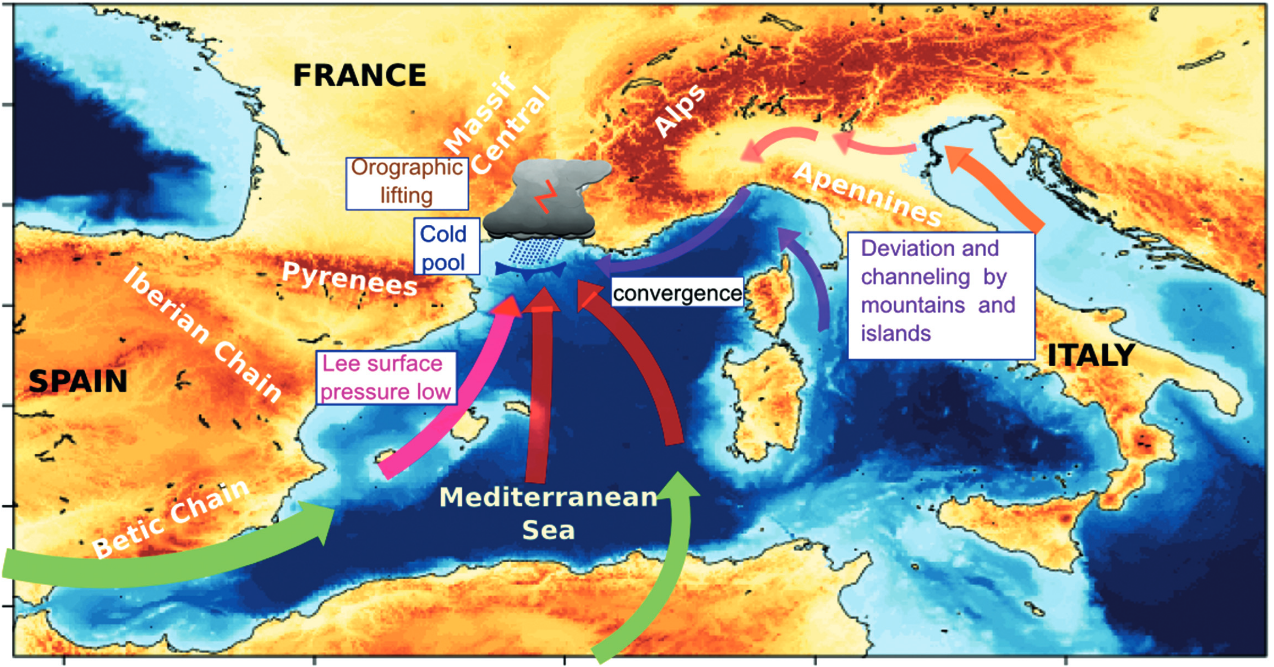 FRANCE
Massif
Central
Alps
Orographic
lifting
Apennines
Cold
pool
Deviation and
channeling by
mountains and
islands
Pyrenees
Iberian Chain
convergence
ITALY
SPAIN
Lee surface
pressure low
Mediterranean
Sea
Betic Chain